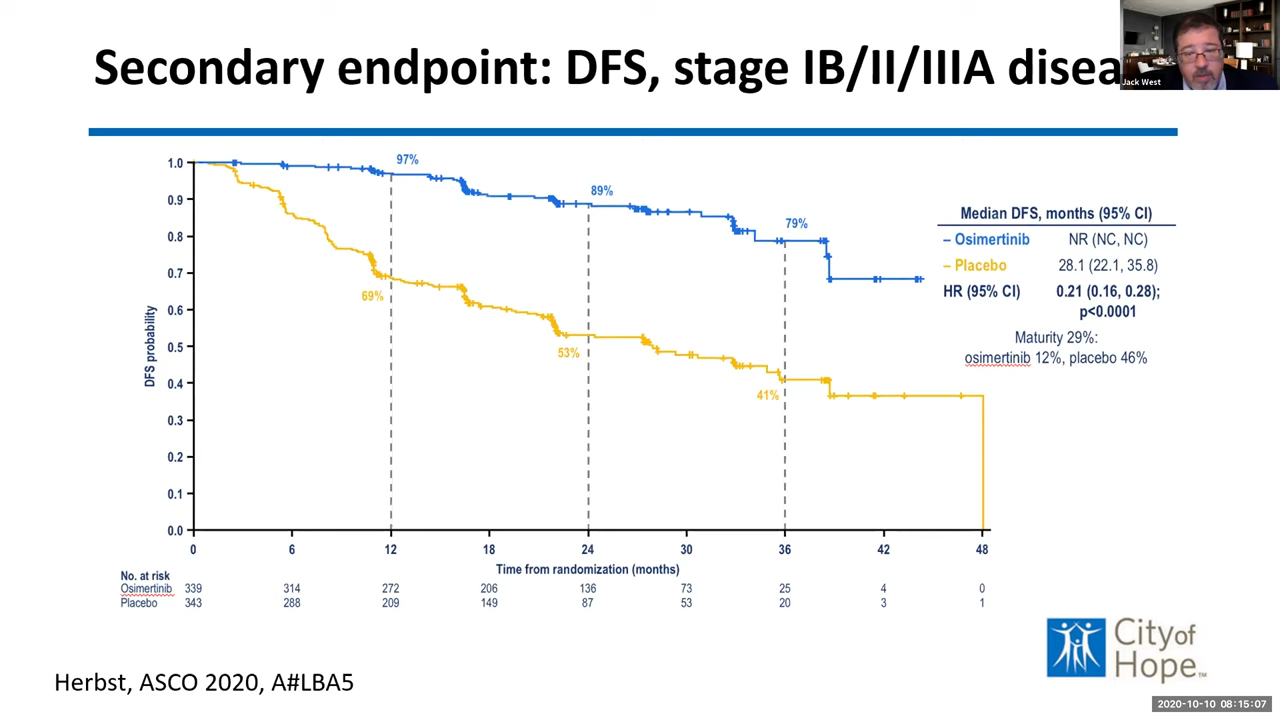 Secondary endpoint: DFS, stage IB/II/IIIA disea
Jack West
1.0
0.9
0.8
0.7
0.6
0.5
0.4
0.3
0.2
0.1
0.0
DFS probability
97%
89%
79%
69%
53%
41%
Median DFS, months (95% CI)
– Osimertinib NR (NC, NC)
– Placebo 28.1 (22.1, 35.8)
HR (95% CI) 0.21 (0.16, 0.28);
p<0.0001
Maturity 29%:
osimertinib 12%, placebo 46%
0 6 12 18 24 30 36 42 48
Time from randomization (months)
No. at risk
Osimertinib 339 314 272 206 136 73 25 4 0
Placebo 343 288 209 149 87 53 20 3 1
City of
Hope™
Herbst, ASCO 2020, A#LBA5
2020-10-10 08:15:07